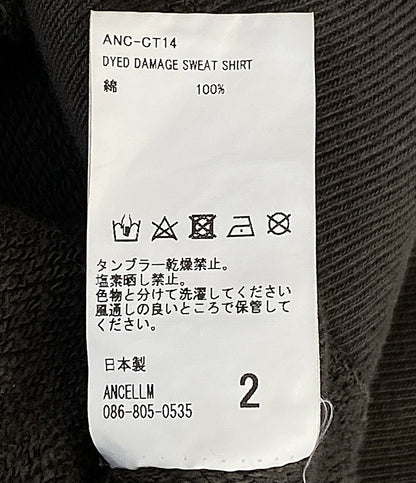 ANC-CT14
DYED DAMAGE SWEAT SHIRT
綿 100%
タンブラー乾燥禁止。
塩素晒し禁止。
色物と分けて洗濯してください
風通しの良いところで保管して
ください。
日本製
ANCELLM
086-805-0535
2